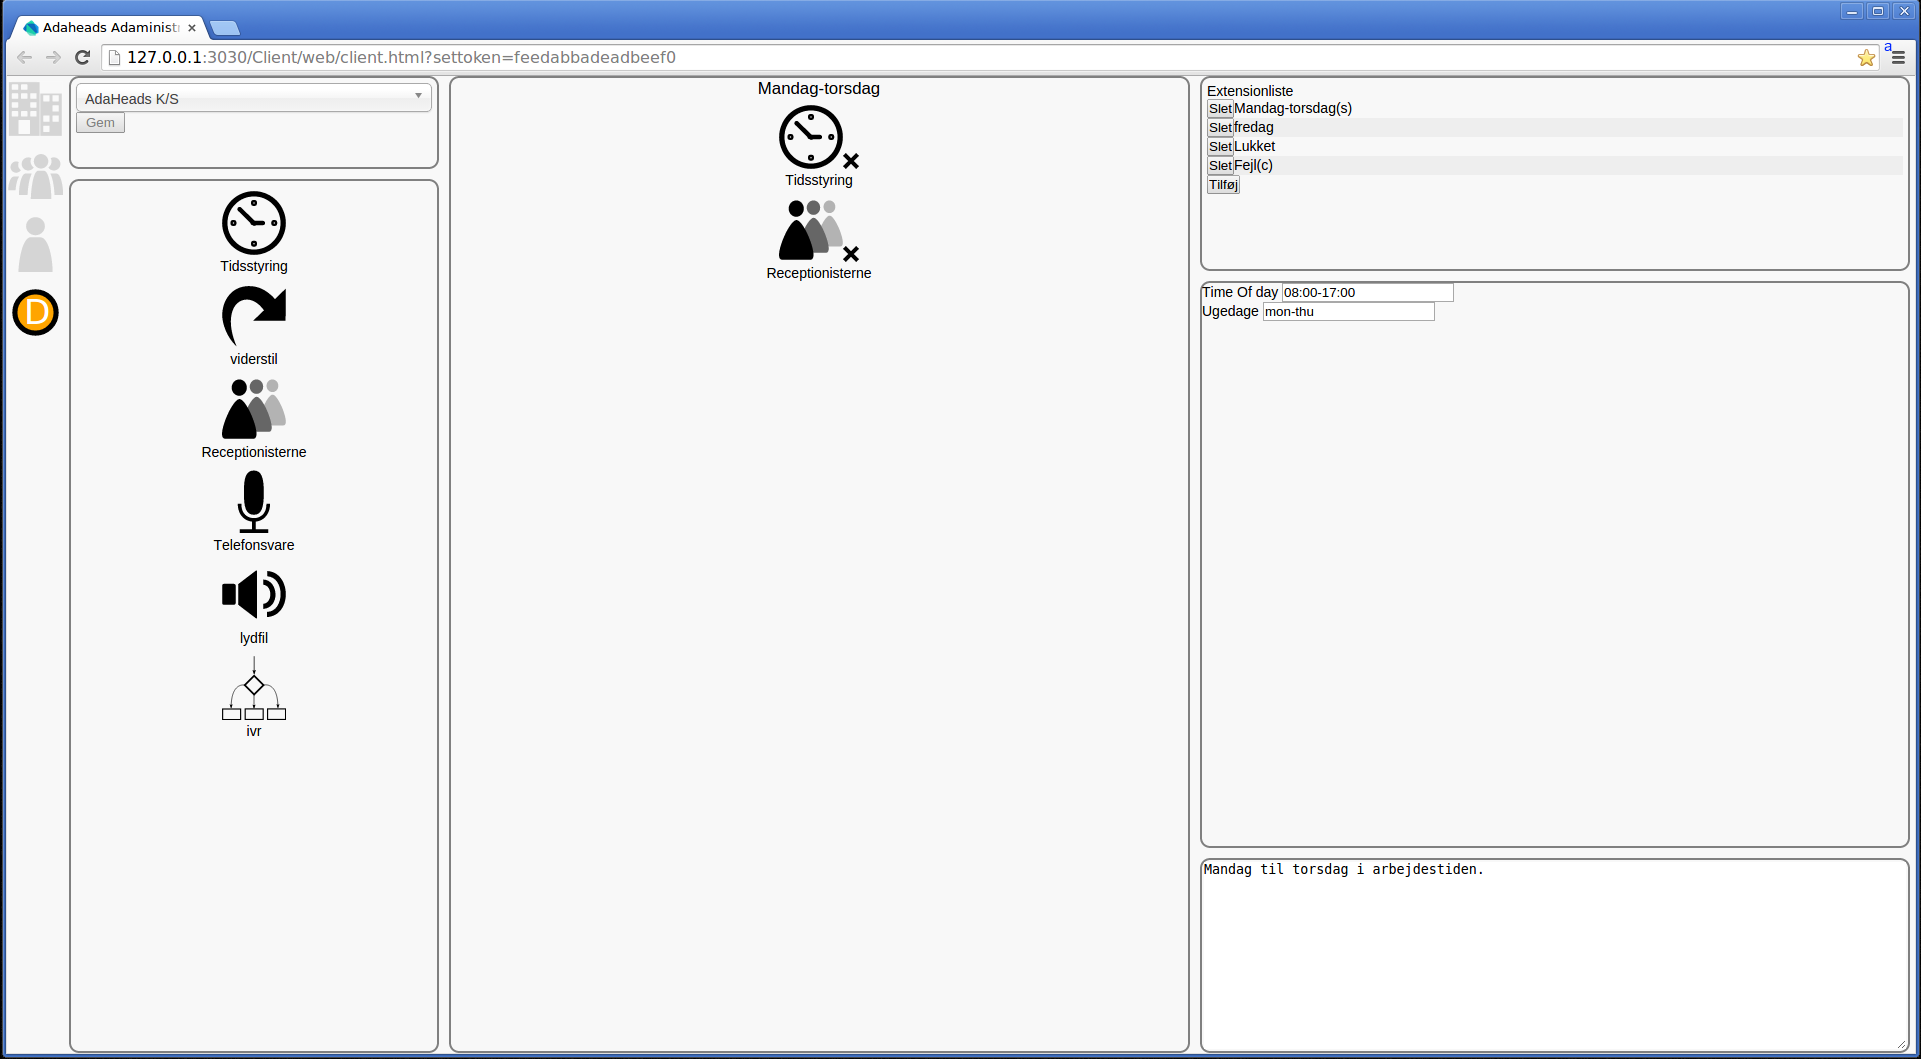 Adaheads Adaminist
127.0.0.1:3030/Client/web/client.html?settoken=feedabbadeadbeef0
a
D
AdaHeads K/S
Gem
Tidsstyring
viderstil
Receptionisterne
Telefonsvare
lydfil
ivr
Mandag-torsdag
Tidsstyring
Receptionisterne
Extensionliste
Slet Mandag-torsdag(s)
Slet fredag
Slet Lukket
Slet Fejl(c)
Tilføj
Time Of day 08:00-17:00
Ugedage mon-thu
Mandag til torsdag i arbejdestiden.